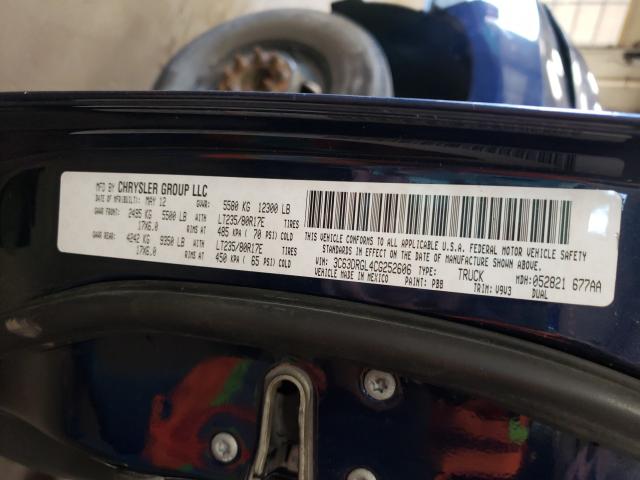 MFD BY CHRYSLER GROUP LLC
DATE OF MFR/BUILT: MAY 12 GVWR: 5580 KG 12300 LB
GAWR FRONT: 2495 KG 5500 LB WITH LT235/80R17E TIRES
17X6.0 RIMS AT 485 KPA ( 70 PSI) COLD
GAWR REAR: 4242 KG 9350 LB WITH LT235/80R17E TIRES
17X6.0 RIMS AT 450 KPA ( 65 PSI) COLD
THIS VEHICLE CONFORMS TO ALL APPLICABLE U.S.A. FEDERAL MOTOR VEHICLE SAFETY
STANDARDS IN EFFECT ON THE DATE OF MANUFACTURE SHOWN ABOVE.
VIN: 3C63DRGL4CG252606 TYPE: TRUCK MDH: 052821 677AA
VEHICLE MADE IN MEXICO PAINT: PBB TRIM: V9V3 DUAL